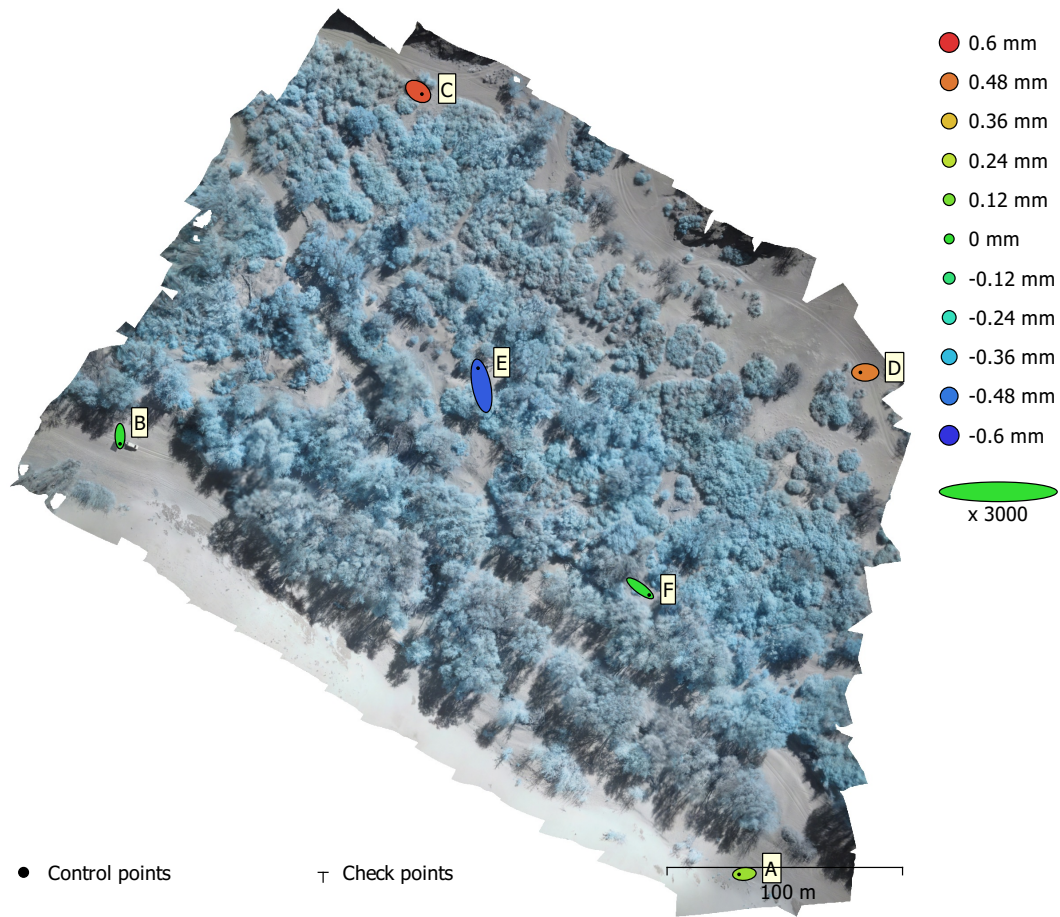 0.6 mm
0.48 mm
0.36 mm
0.24 mm
0.12 mm
0 mm
-0.12 mm
-0.24 mm
-0.36 mm
-0.48 mm
-0.6 mm
x 3000
C
E
D
B
F
A
100 m
Control points
Check points